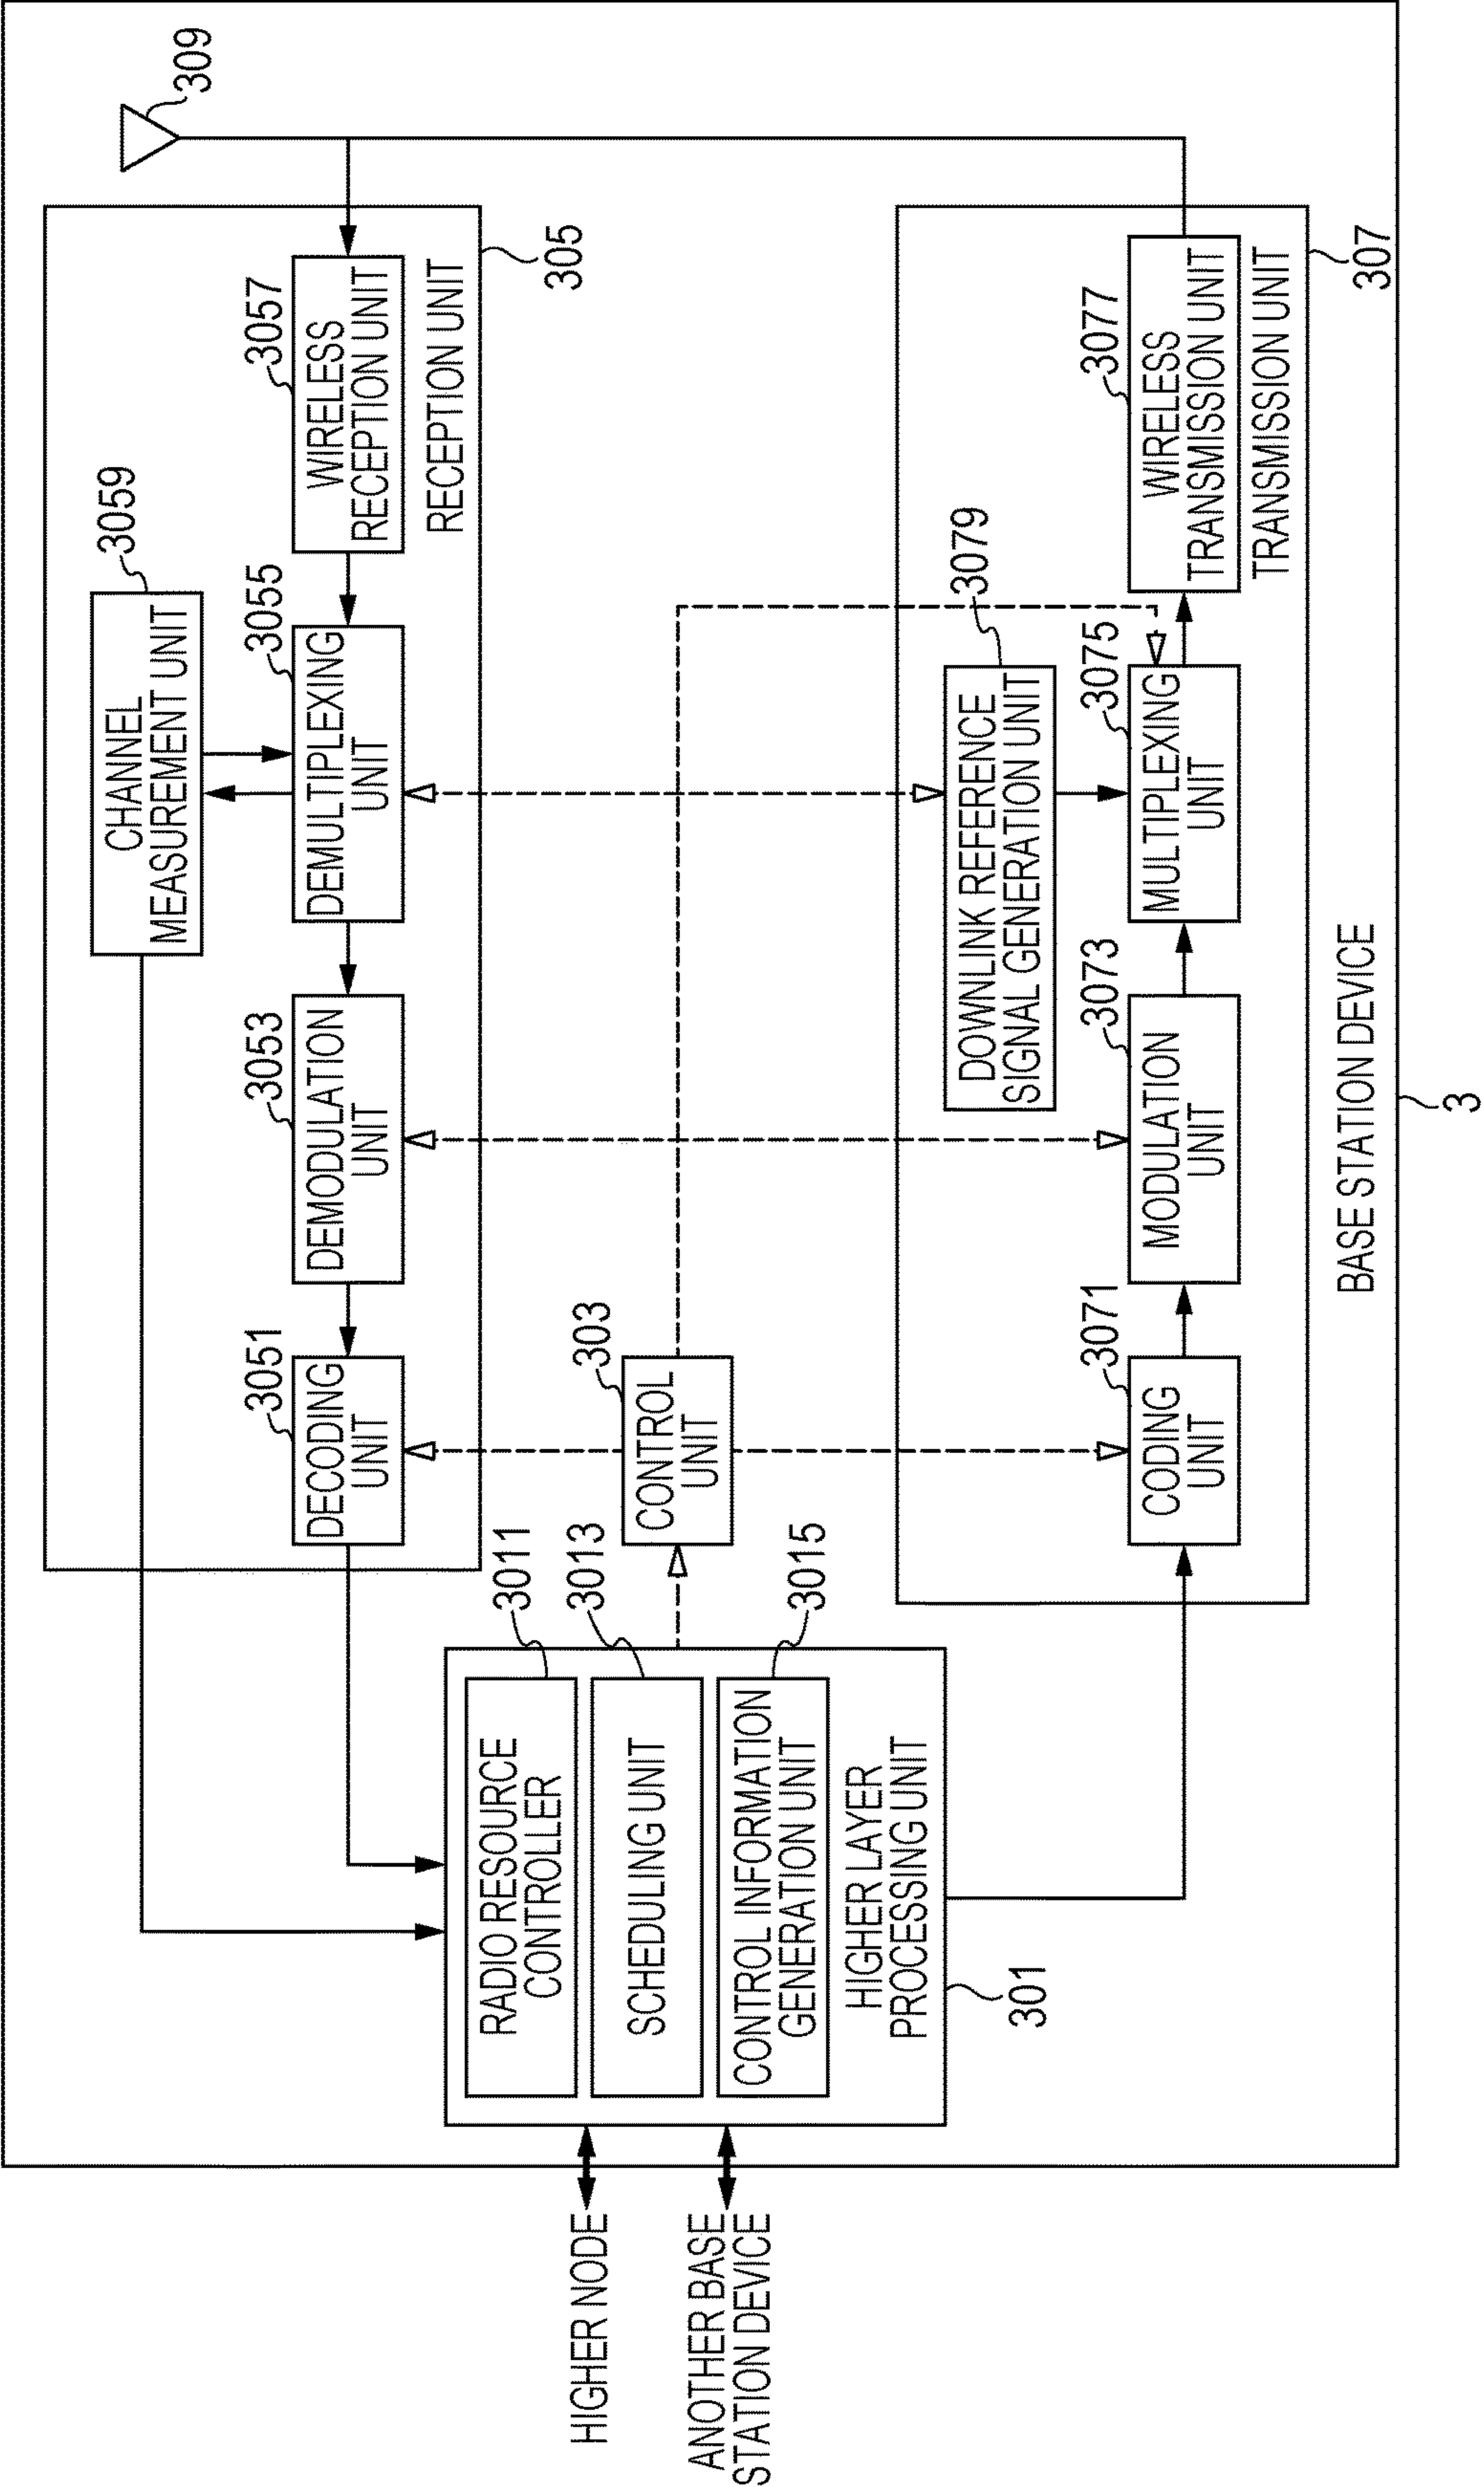 309
3059
CHANNEL
MEASUREMENT UNIT
3051
DECODING
UNIT
3053
DEMODULATION
UNIT
3055
DEMULTIPLEXING
UNIT
3057
WIRELESS
RECEPTION UNIT
RECEPTION UNIT
305
3011
RADIO RESOURCE
CONTROLLER
3013
SCHEDULING UNIT
3015
CONTROL INFORMATION
GENERATION UNIT
HIGHER LAYER
PROCESSING UNIT
301
HIGHER NODE
ANOTHER BASE
STATION DEVICE
303
CONTROL
UNIT
3079
DOWNLINK REFERENCE
SIGNAL GENERATION UNIT
3071
CODING
UNIT
3073
MODULATION
UNIT
3075
MULTIPLEXING
UNIT
3077
WIRELESS
TRANSMISSION UNIT
TRANSMISSION UNIT
307
BASE STATION DEVICE
3